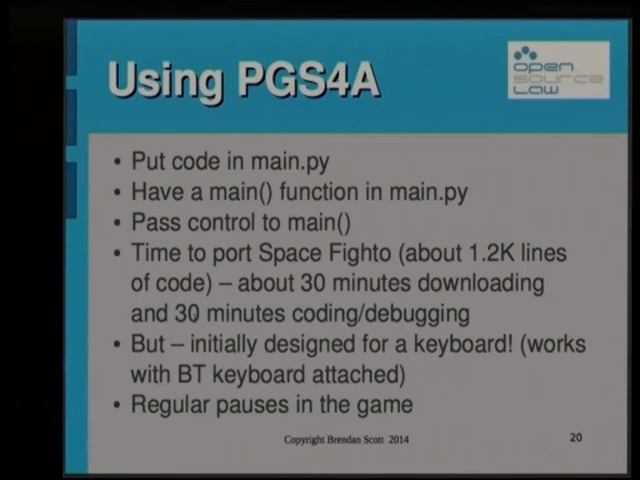 Using PGS4A
open
source
Law
• Put code in main.py
• Have a main() function in main.py
• Pass control to main()
• Time to port Space Fighto (about 1.2K lines
of code) – about 30 minutes downloading
and 30 minutes coding/debugging
• But – initially designed for a keyboard! (works
with BT keyboard attached)
• Regular pauses in the game
Copyright Brendan Scott 2014
20